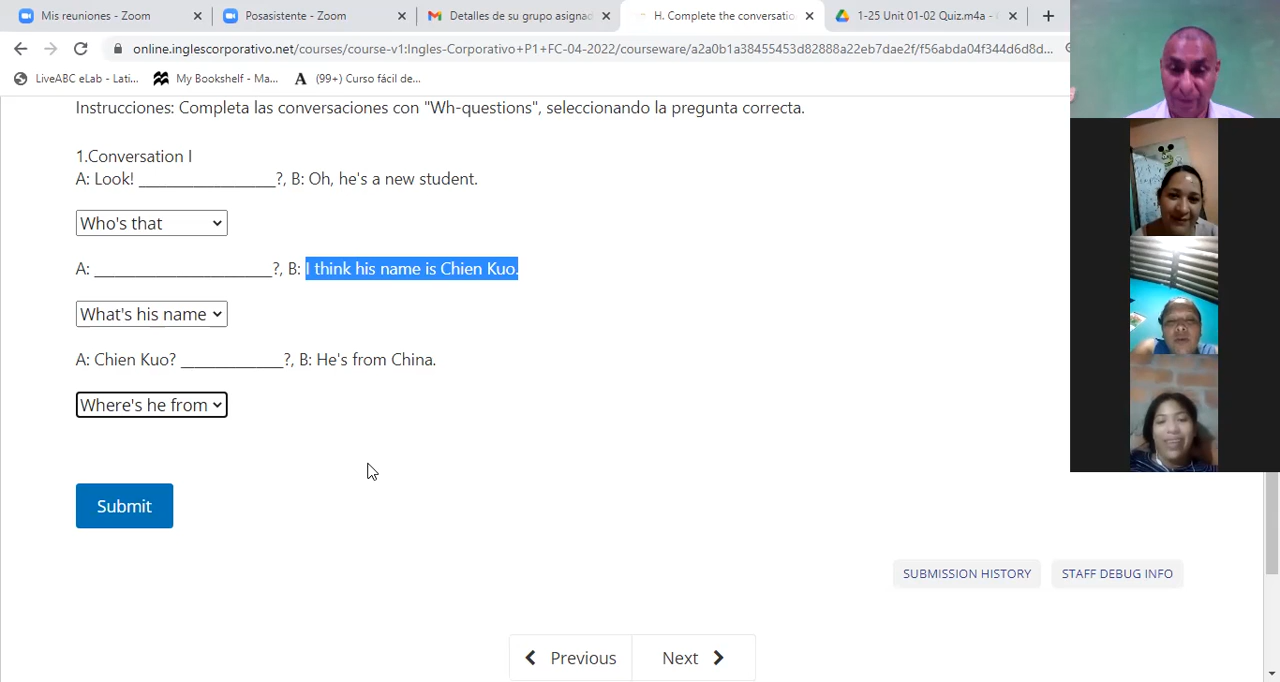 Mis reuniones - Zoom
Posasistente - Zoom
Detalles de su grupo asignad
H. Complete the conversatio
1-25 Unit 01-02 Quiz.m4a -
online.inglescorporativo.net/courses/course-v1:Ingles-Corporativo+P1+FC-04-2022/courseware/a2a0b1a38455453d82888a22eb7dae2f/f56abda04f344d6d8d...
LiveABC eLab - Lati...
My Bookshelf - Ma...
(99+) Curso fácil de...
Instrucciones: Completa las conversaciones con "Wh-questions", seleccionando la pregunta correcta.
1.Conversation I
A: Look! _________________?, B: Oh, he's a new student.
Who's that
A: ______________________?, B: I think his name is Chien Kuo.
What's his name
A: Chien Kuo? _____________?, B: He's from China.
Where's he from
Submit
SUBMISSION HISTORY
STAFF DEBUG INFO
Previous
Next